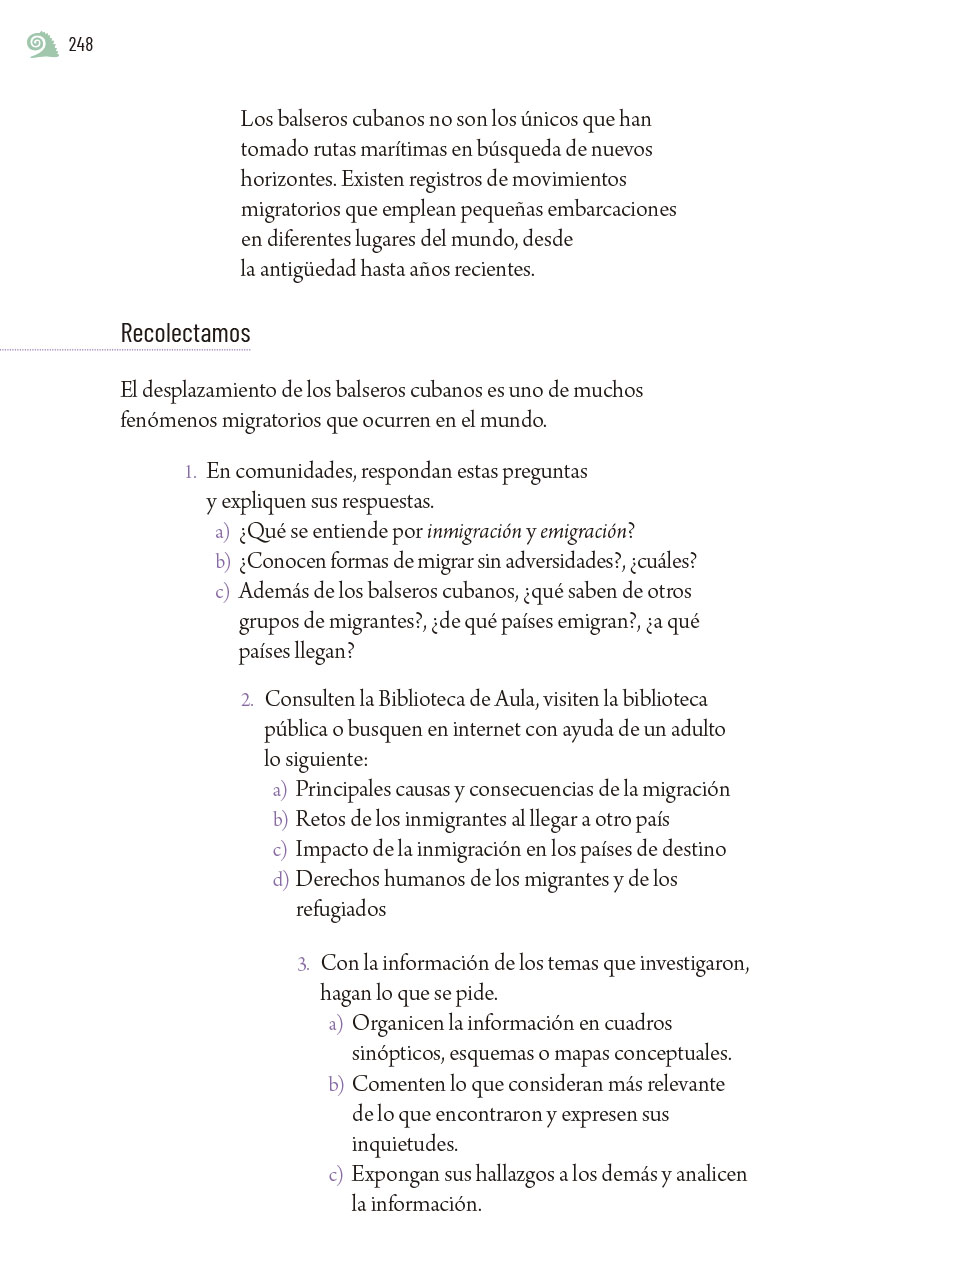 248
Los balseros cubanos no son los únicos que han
tomado rutas marítimas en búsqueda de nuevos
horizontes. Existen registros de movimientos
migratorios que emplean pequeñas embarcaciones
en diferentes lugares del mundo, desde
la antigüedad hasta años recientes.
Recolectamos
El desplazamiento de los balseros cubanos es uno de muchos
fenómenos migratorios que ocurren en el mundo.
1. En comunidades, respondan estas preguntas
y expliquen sus respuestas.
a) ¿Qué se entiende por inmigración y emigración?
b) ¿Conocen formas de migrar sin adversidades?, ¿cuáles?
c) Además de los balseros cubanos, ¿qué saben de otros
grupos de migrantes?, ¿de qué países emigran?, ¿a qué
países llegan?
2. Consulten la Biblioteca de Aula, visiten la biblioteca
pública o busquen en internet con ayuda de un adulto
lo siguiente:
a) Principales causas y consecuencias de la migración
b) Retos de los inmigrantes al llegar a otro país
c) Impacto de la inmigración en los países de destino
d) Derechos humanos de los migrantes y de los
refugiados
3. Con la información de los temas que investigaron,
hagan lo que se pide.
a) Organicen la información en cuadros
sinópticos, esquemas o mapas conceptuales.
b) Comenten lo que consideran más relevante
de lo que encontraron y expresen sus
inquietudes.
c) Expongan sus hallazgos a los demás y analicen
la información.